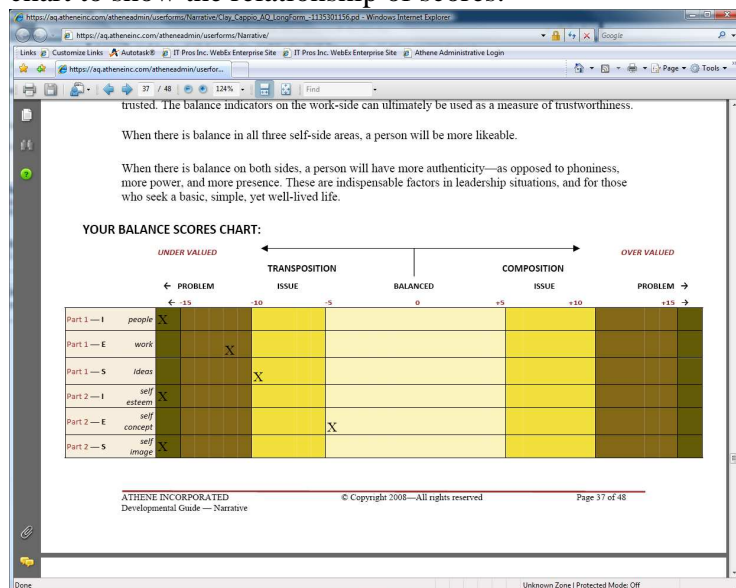 chart to show the relationship of scores.
https://aq.atheneinc.com/atheneadmin/userforms/Narrative/Clay_Cappio_AQ_LongForm_-1135301156.pd - Windows Internet Explorer
https://aq.atheneinc.com/atheneadmin/userforms/Narrative/
Google
Links Customize Links Autodesk® IT Pros Inc. WebEx Enterprise Site IT Pros Inc. WebEx Enterprise Site Athene Administrative Login
https://aq.atheneinc.com/atheneadmin/userfor...
Page Tools
37 / 48 124% Find
trusted. The balance indicators on the work-side can ultimately be used as a measure of trustworthiness.
When there is balance in all three self-side areas, a person will be more likeable.
When there is balance on both sides, a person will have more authenticity—as opposed to phoniness,
more power, and more presence. These are indispensable factors in leadership situations, and for those
who seek a basic, simple, yet well-lived life.
YOUR BALANCE SCORES CHART:
UNDER VALUED OVER VALUED
TRANSPOSITION COMPOSITION
← PROBLEM ISSUE BALANCED ISSUE PROBLEM →
← -15 -10 -5 0 +5 +10 +15 →
Part 1 — I people X
Part 1 — E work X
Part 1 — S Ideas X
Part 2 — I self esteem X
Part 2 — E self concept X
Part 2 — S self image X
ATHENE INCORPORATED © Copyright 2008—All rights reserved Page 37 of 48
Developmental Guide — Narrative
Done Unknown Zone | Protected Mode: Off